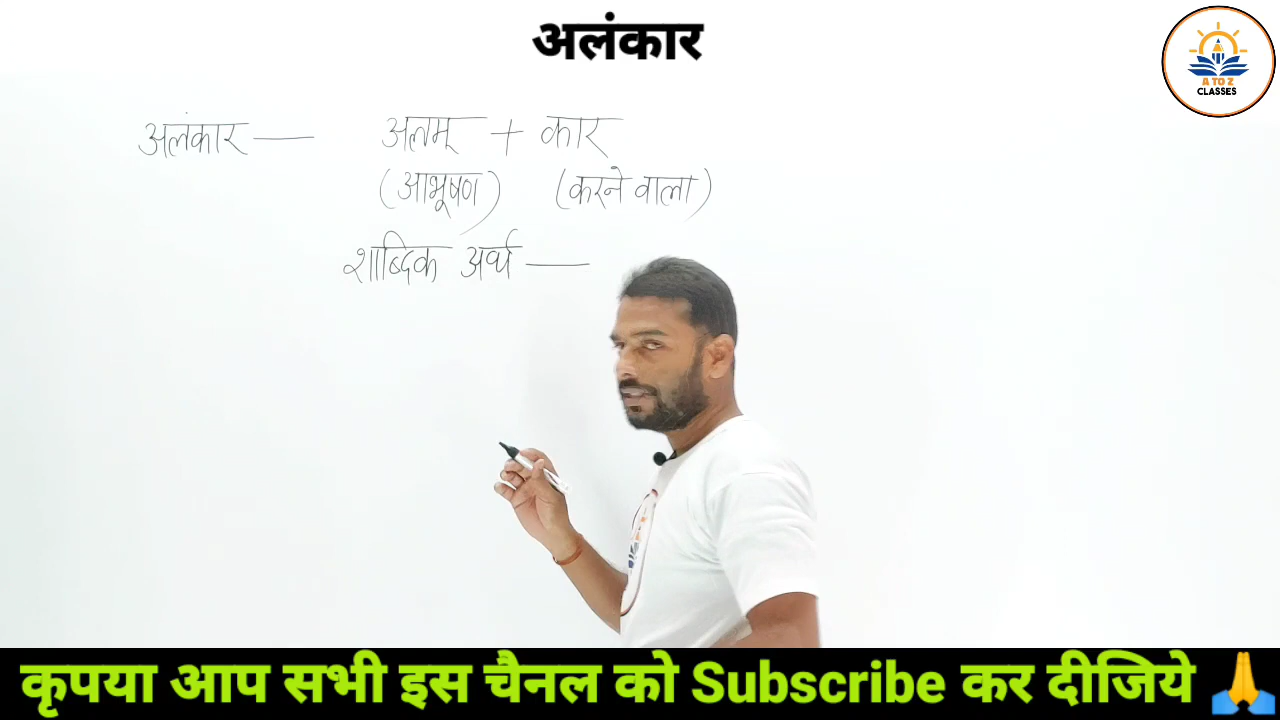 अलंकार
A TO Z
CLASSES
अलंकार — अलम् + कार
(आभूषण) (करने वाला)
शाब्दिक अर्थ —
कृपया आप सभी इस चैनल को Subscribe कर दीजिये 🙏